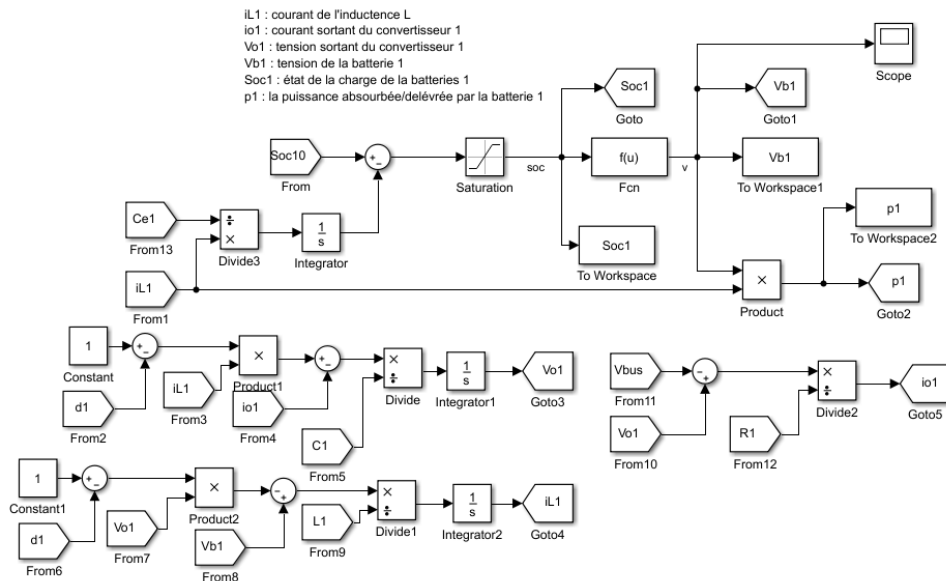 iL1 : courant de l'inductence L
io1 : courant sortant du convertisseur 1
Vo1 : tension sortant du convertisseur 1
Vb1 : tension de la batterie 1
Soc1 : état de la charge de la batteries 1
p1 : la puissance absourbée/delévrée par la batterie 1
Scope
Soc1
Goto
Vb1
Goto1
Soc10
From
+
−
Saturation
soc
f(u)
Fcn
v
Vb1
To Workspace1
p1
To Workspace2
Ce1
From13
÷
×
Divide3
1
s
Integrator
Soc1
To Workspace
iL1
From1
×
Product
p1
Goto2
1
Constant
+
−
d1
From2
×
Product1
iL1
From3
+
−
io1
From4
×
÷
Divide
C1
From5
1
s
Integrator1
Vo1
Goto3
Vbus
From11
−
+
Vo1
From10
×
÷
Divide2
R1
From12
io1
Goto5
1
Constant1
+
−
d1
From6
×
Product2
Vo1
From7
−
+
Vb1
From8
×
÷
Divide1
L1
From9
1
s
Integrator2
iL1
Goto4